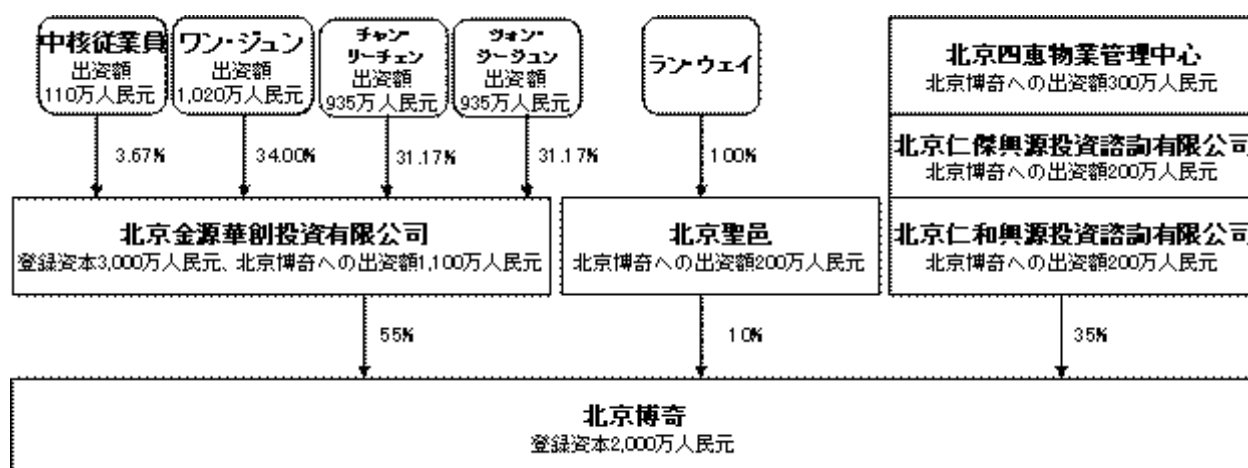 中核従業員
出資額
110万人民元
ワン・ジュン
出資額
1,020万人民元
チャン・
リーチェン
出資額
935万人民元
ウォン・
ジージュン
出資額
935万人民元
ラン・ウェイ
北京四恵物業管理中心
北京博奇への出資額300万人民元
3.67%
34.00%
31.17%
31.17%
100%
北京仁傑興源投資諮詢有限公司
北京博奇への出資額200万人民元
北京金源華創投資有限公司
登録資本3,000万人民元、北京博奇への出資額1,100万人民元
北京聖邑
北京博奇への出資額200万人民元
北京仁和興源投資諮詢有限公司
北京博奇への出資額200万人民元
55%
10%
35%
北京博奇
登録資本2,000万人民元